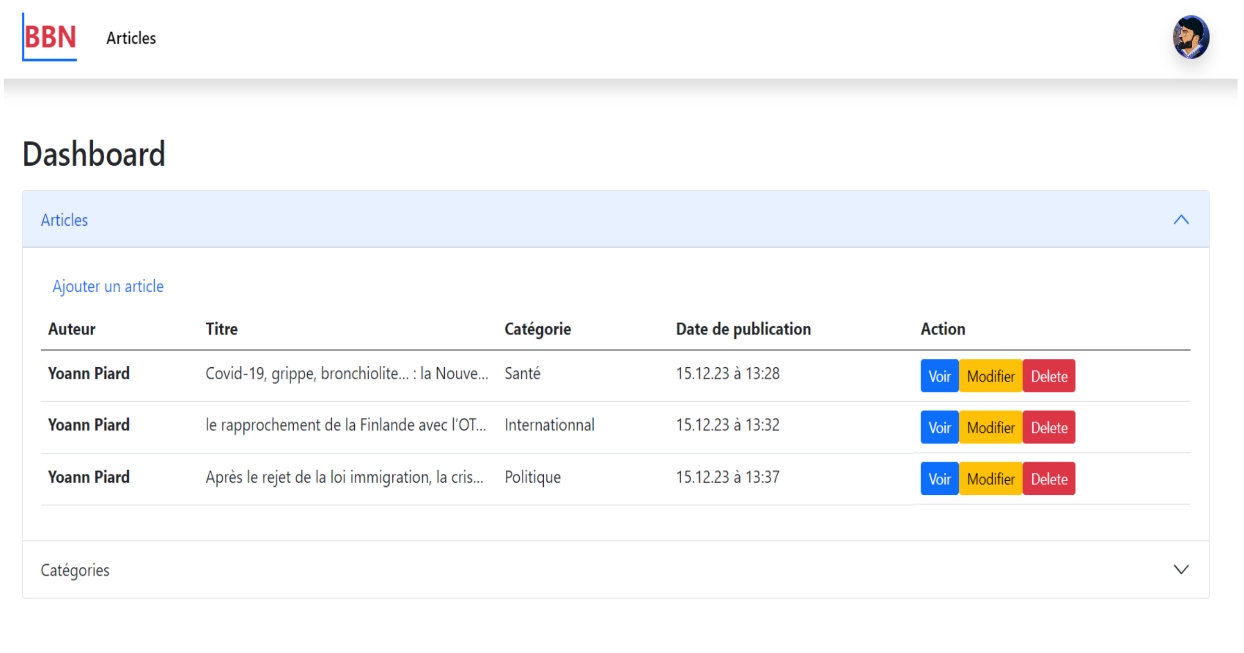 BBN Articles
Dashboard
Articles
Ajouter un article
Auteur Titre Catégorie Date de publication Action
Yoann Piard Covid-19, grippe, bronchiolite... : la Nouve... Santé 15.12.23 à 13:28 Voir Modifier Delete
Yoann Piard le rapprochement de la Finlande avec l’OT... Internationnal 15.12.23 à 13:32 Voir Modifier Delete
Yoann Piard Après le rejet de la loi immigration, la cris... Politique 15.12.23 à 13:37 Voir Modifier Delete
Catégories